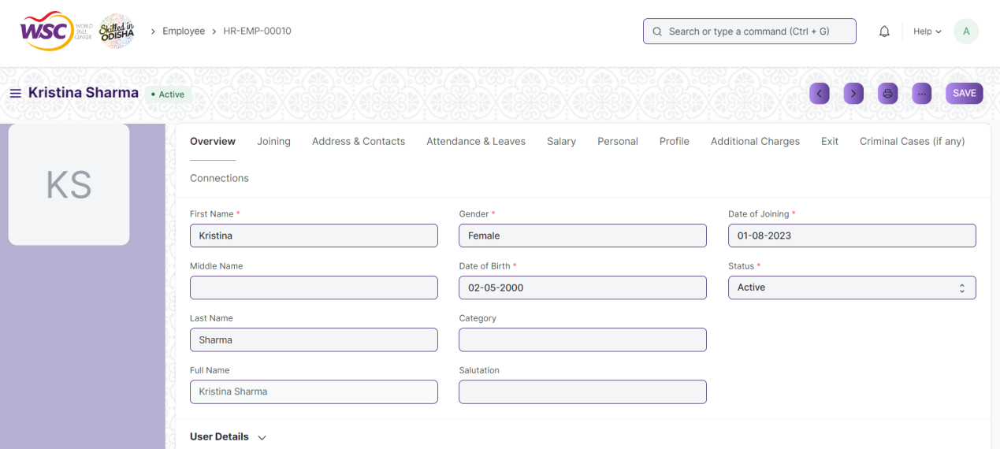 WSC WORLD SKILL CENTER Skilled in ODISHA > Employee > HR-EMP-00010 Search or type a command (Ctrl + G) Help A
Kristina Sharma • Active ... SAVE
KS
Overview Joining Address & Contacts Attendance & Leaves Salary Personal Profile Additional Charges Exit Criminal Cases (if any)
Connections
First Name * Gender * Date of Joining *
Kristina Female 01-08-2023
Middle Name Date of Birth * Status *
02-05-2000 Active
Last Name Category
Sharma
Full Name Salutation
Kristina Sharma
User Details